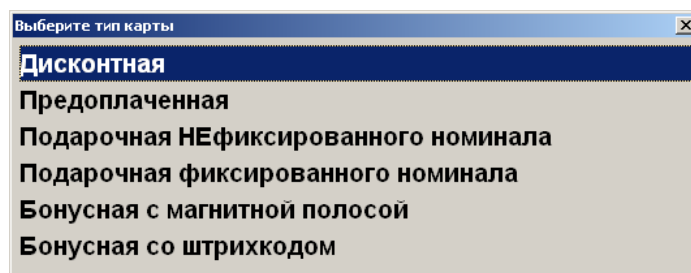 Выберите тип карты
Дисконтная
Предоплаченная
Подарочная НЕфиксированного номинала
Подарочная фиксированного номинала
Бонусная с магнитной полосой
Бонусная со штрихкодом